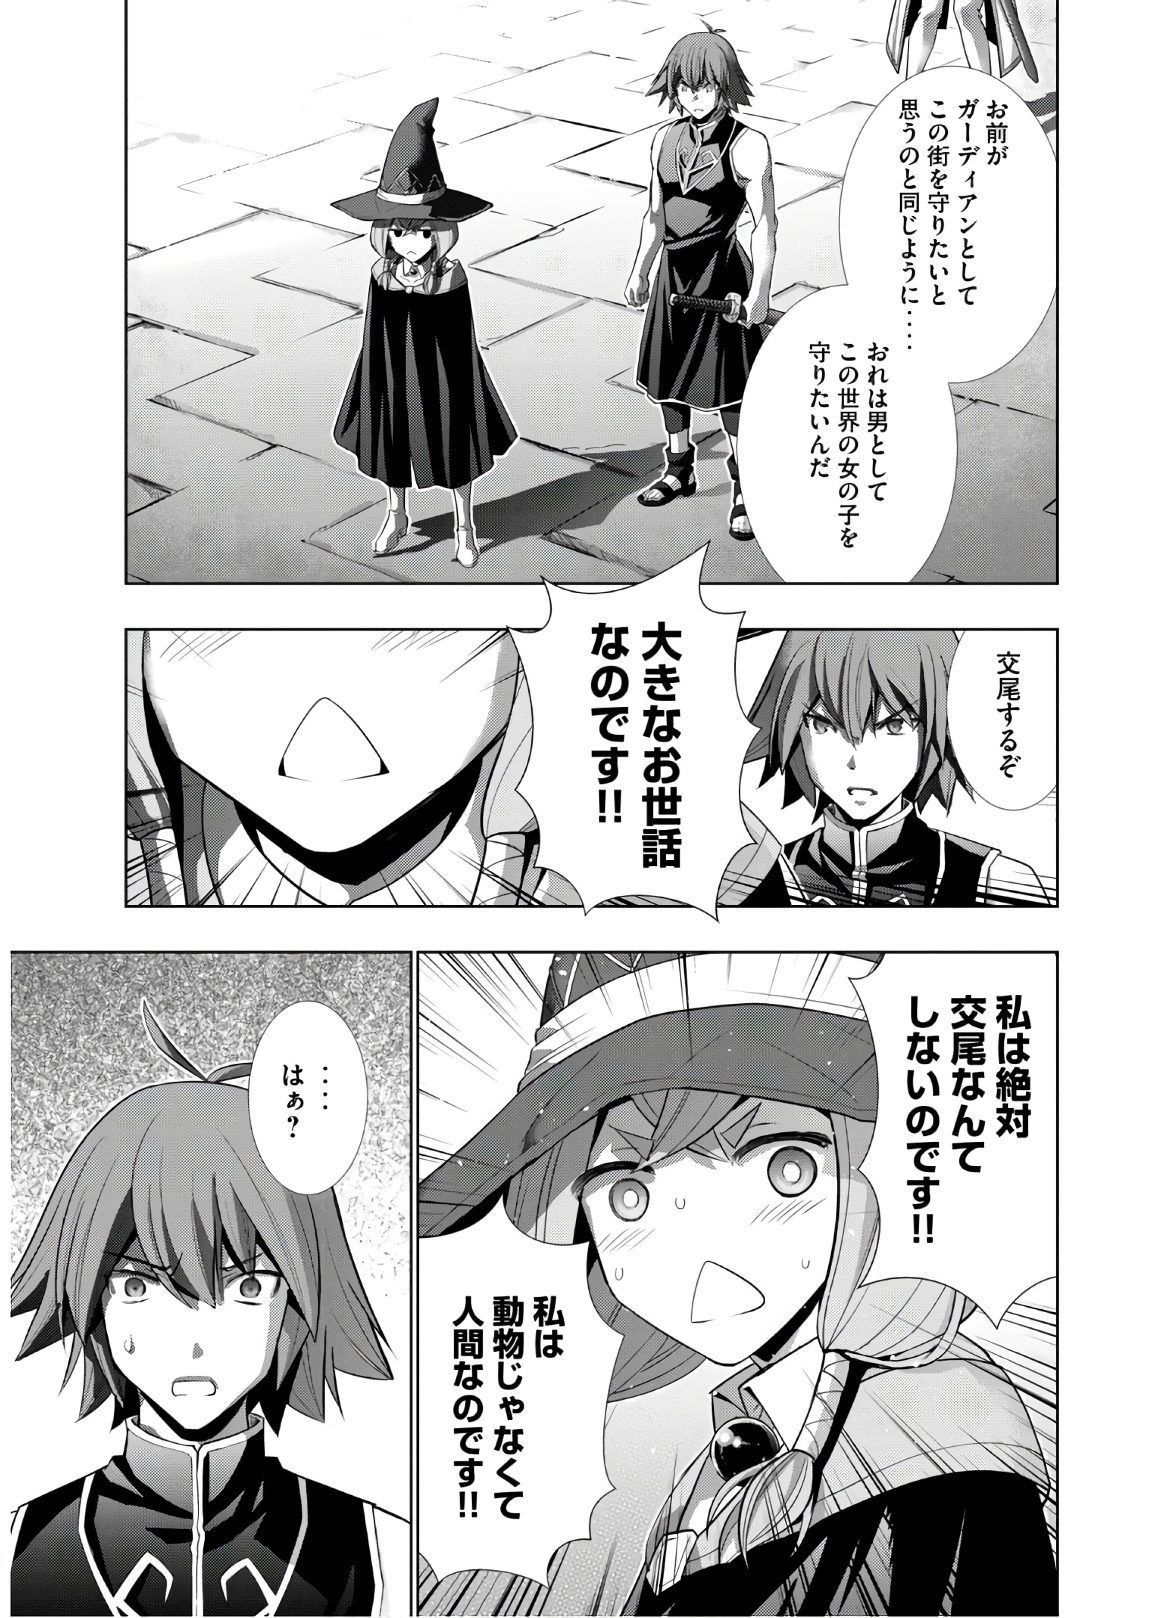 お前が
ガーディアンとして
この街を守りたいと
思うのと同じように‥‥
おれは男として
この世界の女の子を
守りたいんだ
交尾するぞ
大きなお世話
なのです!!
私は絶対
交尾なんて
しないのです!!
私は
動物じゃなくて
人間なのです!!
‥‥
はぁ?